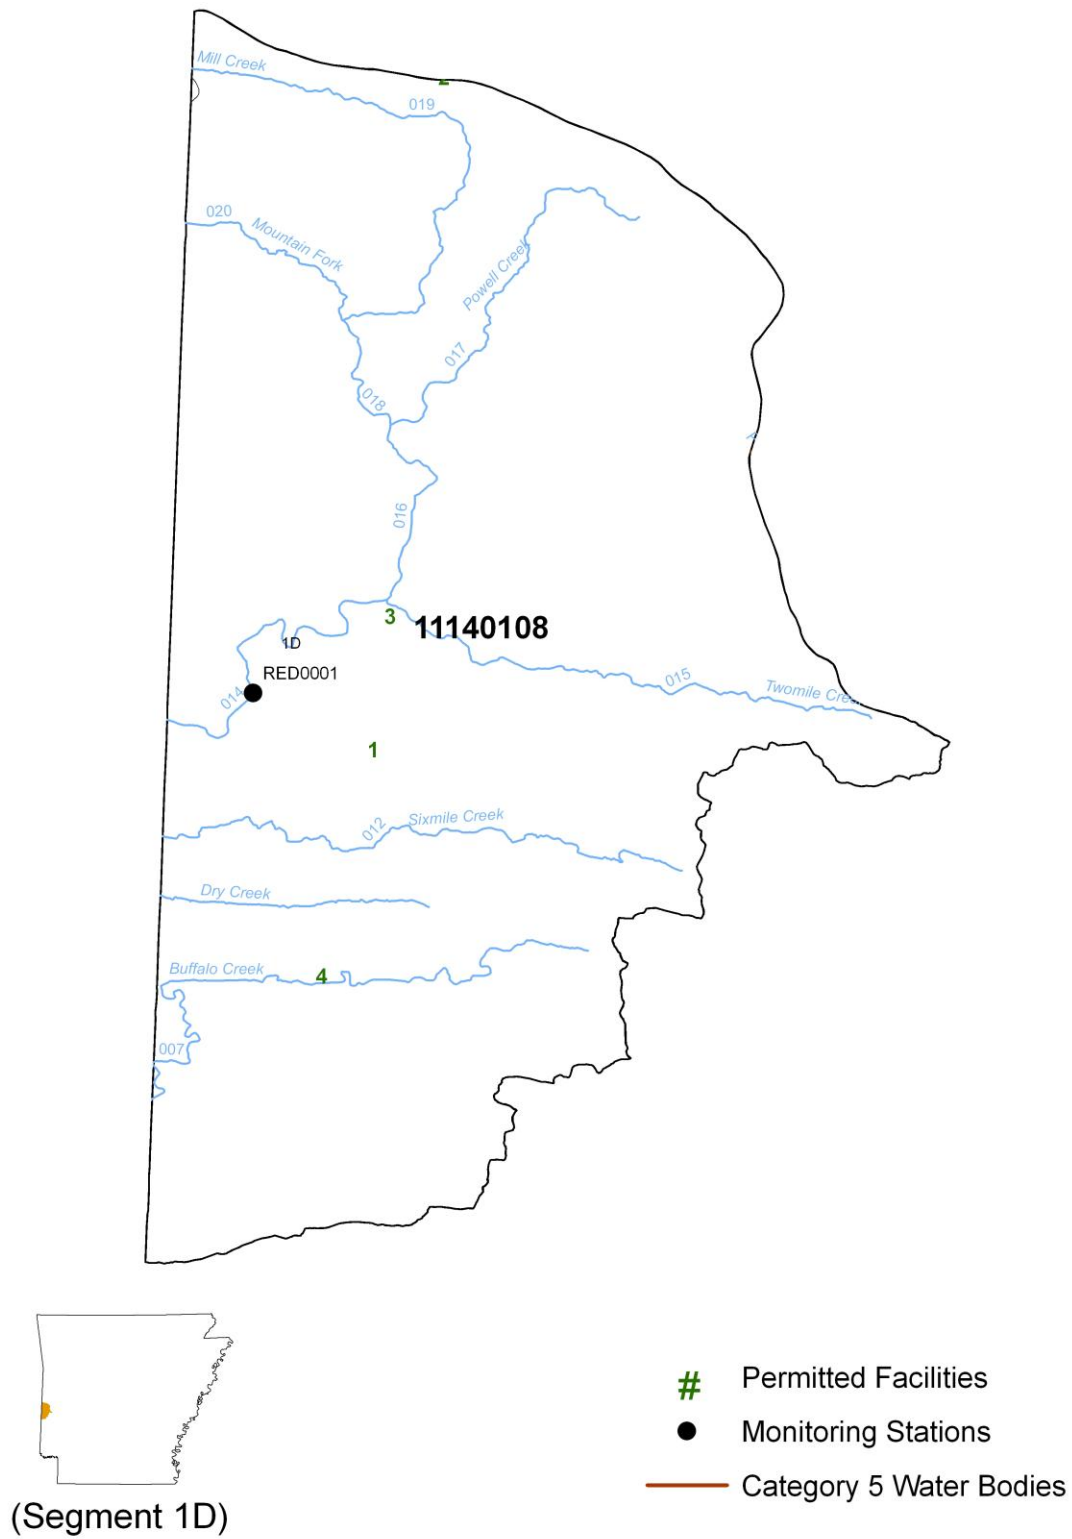 Mill Creek
019
2
020
Mountain Fork
Powell Creek
017
018
016
3
11140108
1D
RED0001
015
Twomile Creek
014
1
012
Sixmile Creek
Dry Creek
Buffalo Creek
4
007
# Permitted Facilities
Monitoring Stations
Category 5 Water Bodies
(Segment 1D)